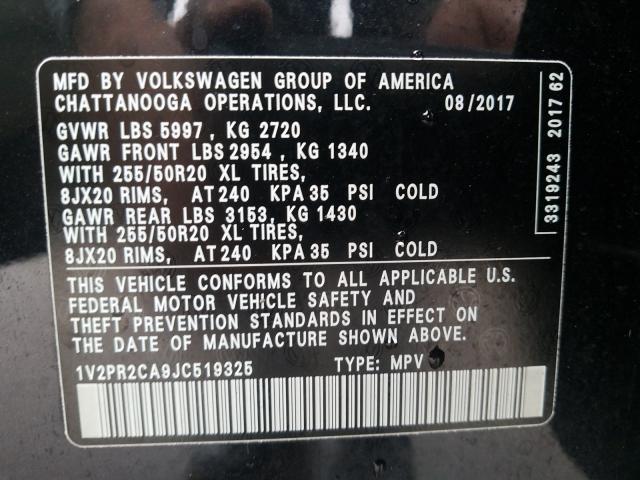 MFD BY VOLKSWAGEN GROUP OF AMERICA
CHATTANOOGA OPERATIONS, LLC. 08/2017
GVWR LBS 5997 , KG 2720
GAWR FRONT LBS 2954 , KG 1340
WITH 255/50R20 XL TIRES,
8JX20 RIMS, AT 240 KPA 35 PSI COLD
GAWR REAR LBS 3153, KG 1430
WITH 255/50R20 XL TIRES,
8JX20 RIMS, AT 240 KPA 35 PSI COLD
THIS VEHICLE CONFORMS TO ALL APPLICABLE U.S.
FEDERAL MOTOR VEHICLE SAFETY AND
THEFT PREVENTION STANDARDS IN EFFECT ON
THE DATE OF MANUFACTURE SHOWN ABOVE.
1V2PR2CA9JC519325 TYPE: MPV
3319243 2017 62